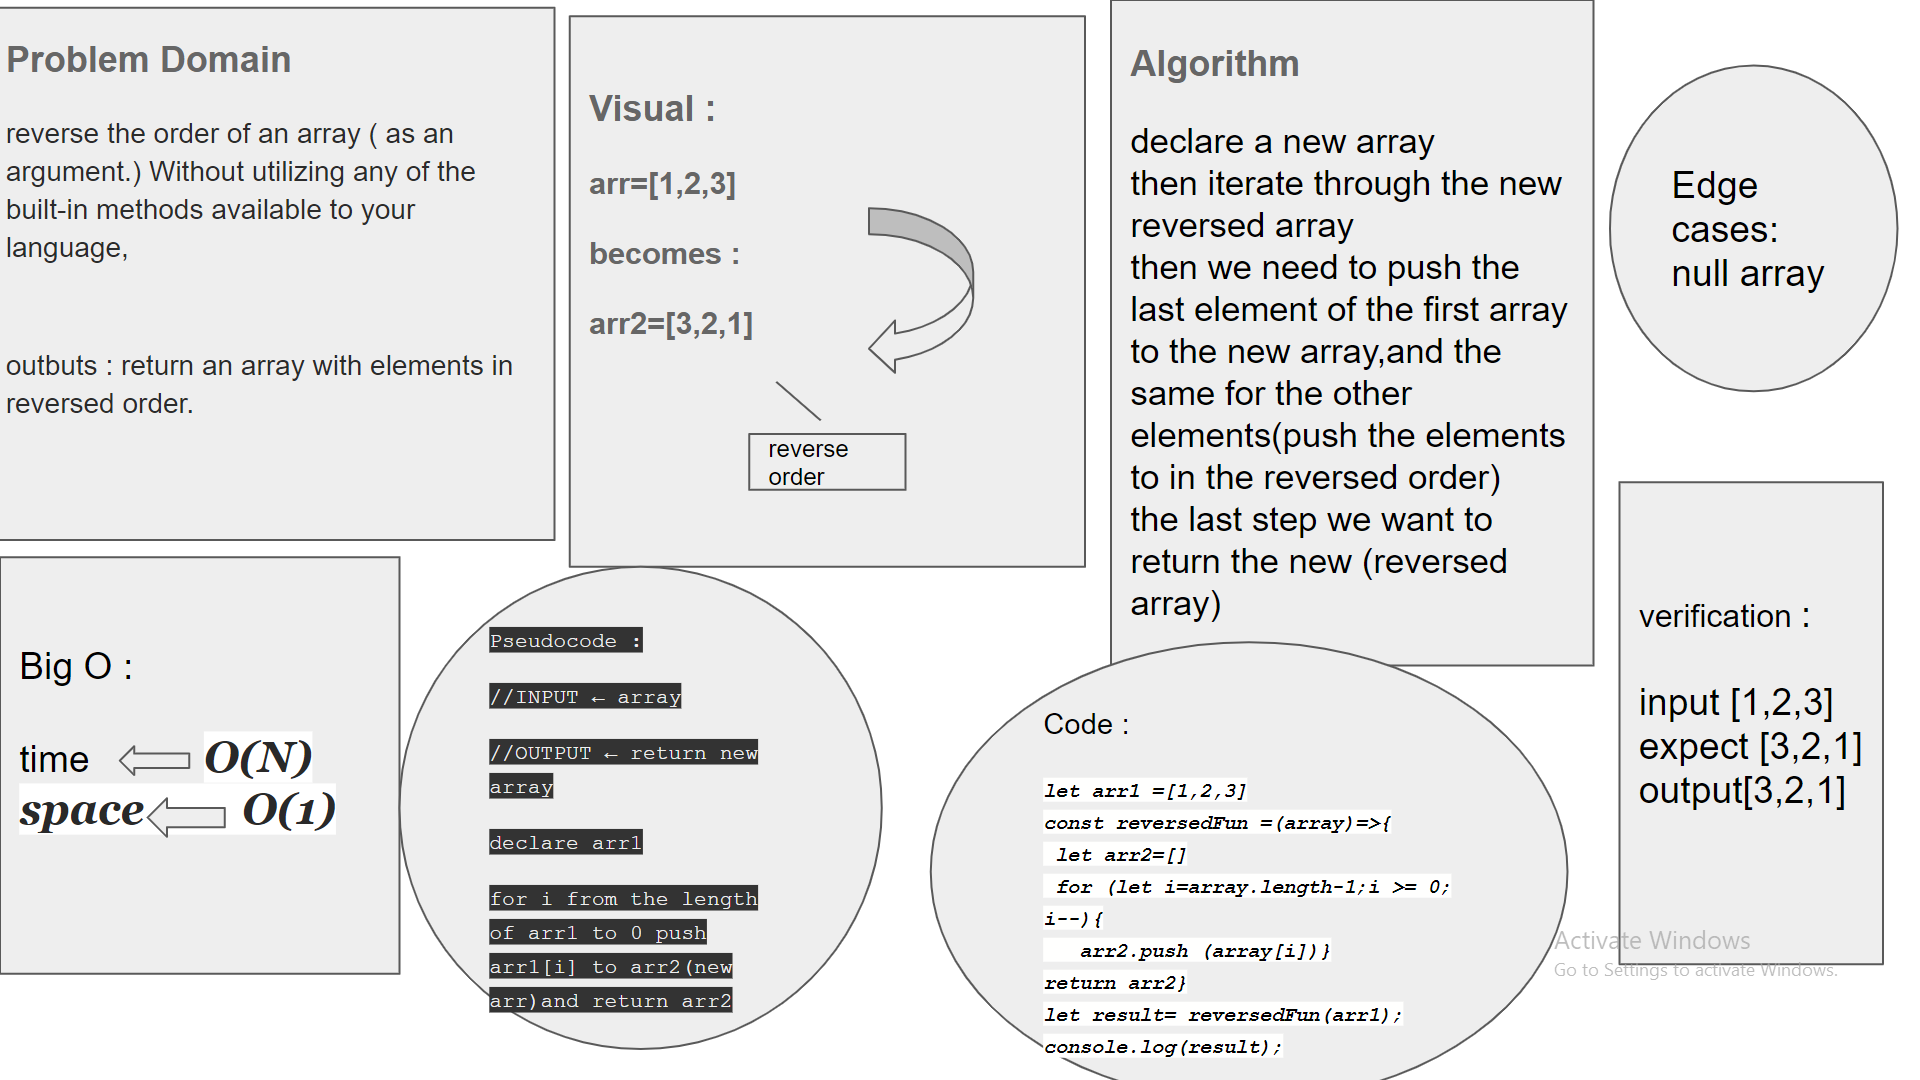 Problem Domain
reverse the order of an array ( as an
argument.) Without utilizing any of the
built-in methods available to your
language,
outbuts : return an array with elements in
reversed order.
Visual :
arr=[1,2,3]
becomes :
arr2=[3,2,1]
reverse
order
Algorithm
declare a new array
then iterate through the new
reversed array
then we need to push the
last element of the first array
to the new array,and the
same for the other
elements(push the elements
to in the reversed order)
the last step we want to
return the new (reversed
array)
Edge
cases:
null array
Big O :
time ← O(N)
space ← O(1)
Pseudocode :
//INPUT ← array
//OUTPUT ← return new
array
declare arr1
for i from the length
of arr1 to 0 push
arr1[i] to arr2(new
arr)and return arr2
Code :
let arr1 =[1,2,3]
const reversedFun =(array)=>{
let arr2=[]
for (let i=array.length-1;i >= 0;
i--){
arr2.push (array[i])}
return arr2}
let result= reversedFun(arr1);
console.log(result);
verification :
input [1,2,3]
expect [3,2,1]
output[3,2,1]
Activate Windows
Go to Settings to activate Windows.